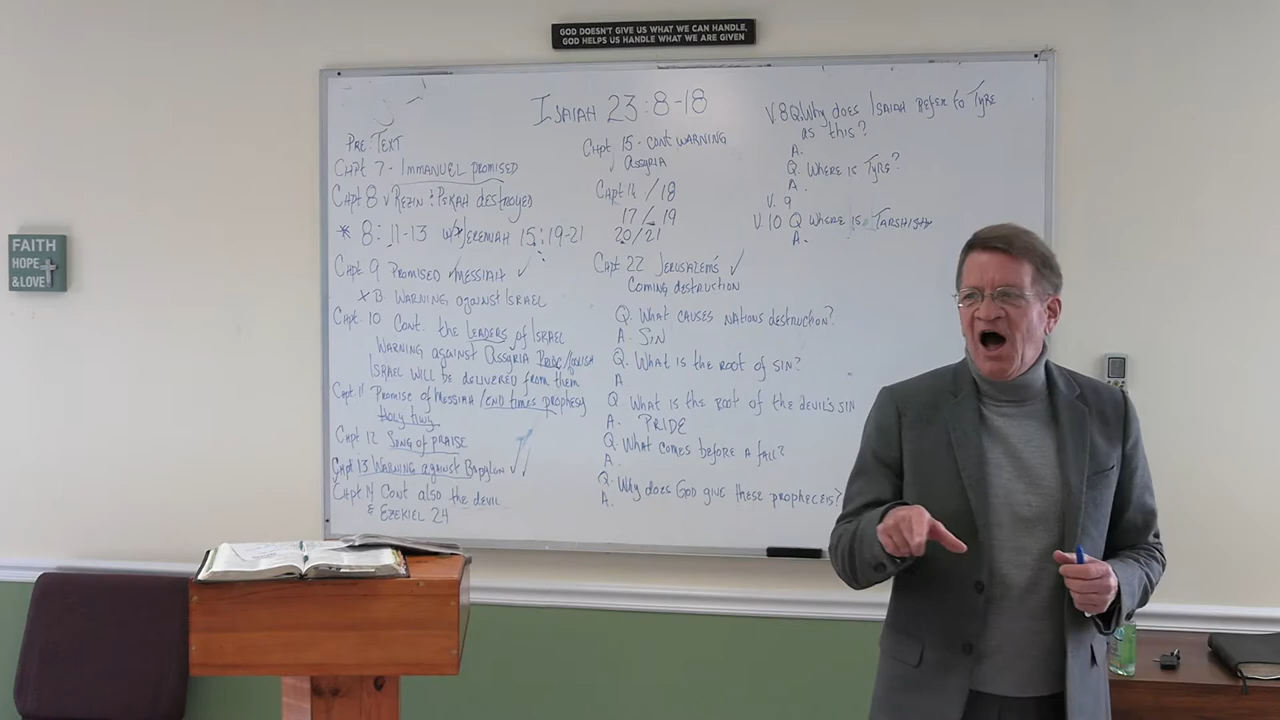 GOD DOESN'T GIVE US WHAT WE CAN HANDLE,
GOD HELPS US HANDLE WHAT WE ARE GIVEN
FAITH
HOPE
& LOVE
ISAIAH 23:8-18
PRE TEXT
CHPT 7 - IMMANUEL PROMISED
CHPT 8 REZIN & PEKAH destroyed
* 8:11-13 W/ JEREMIAH 15:19-21
CHPT 9 PROMISED MESSIAH ✓
B. WARNING against ISRAEL
CHPT. 10 CONT. the LEADERS of ISRAEL
WARNING against ASSYRIA PRIDE/
ISRAEL WILL BE delivered from them
CHPT. 11 PROMISE of MESSIAH /END times prophesy
CHPT 12 SONG of PRAISE
CHPT 13 WARNING against Babylon
CHPT 14 CONT also the devil
& EZEKIEL 24
CHPT 15 - CONT WARNING
ASSYRIA
CHPT 16/18
17/19
20/21
CHPT 22 JERUSALEM'S ✓
COMING destRUCTION
Q. WHAT CAUSES NATIONS destRUCTION?
A. SIN
Q. WHAT IS the ROOT of SIN?
A
Q WHAT IS the ROOT of the devil's SIN
A. PRIDE
Q. WHAT COMES before A fall?
A.
Q. Why does God give these propheceis?
A.
V. 8 Q. Why does ISAIAH REFER to TYRE
as this?
A.
Q. WHERE IS TYRE?
A.
V. 9
V. 10 Q WHERE IS TARSHISH
A.